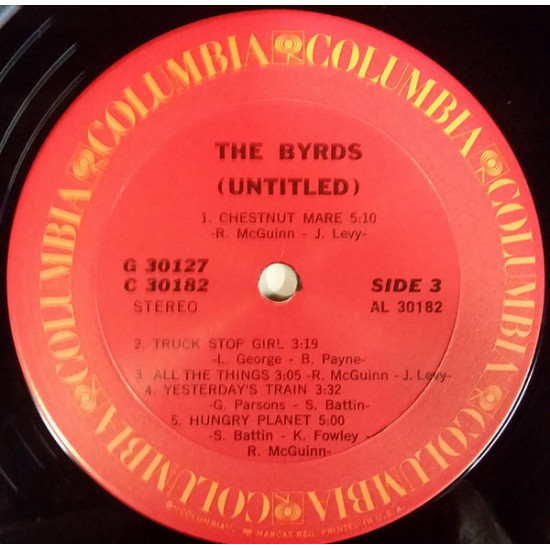 COLUMBIA COLUMBIA COLUMBIA COLUMBIA COLUMBIA COLUMBIA
THE BYRDS
(UNTITLED)
1. CHESTNUT MARE 5:10
-R. McGuinn - J. Levy-
G 30127
C 30182
STEREO
SIDE 3
AL 30182
2. TRUCK STOF GIRL 3:19
-L. George - B. Payne-
3. ALL THE THINGS 3:05 -R. McGuinn -J. Levy-
4. YESTERDAY'S TRAIN 3:32
-G. Parsons - S. Battin-
5. HUNGRY PLANET 5:00
-S. Battin - K. Fowley -
R. McGuinn-
"COLUMBIA", MARCAS REG. PRINTED IN U.S.A.